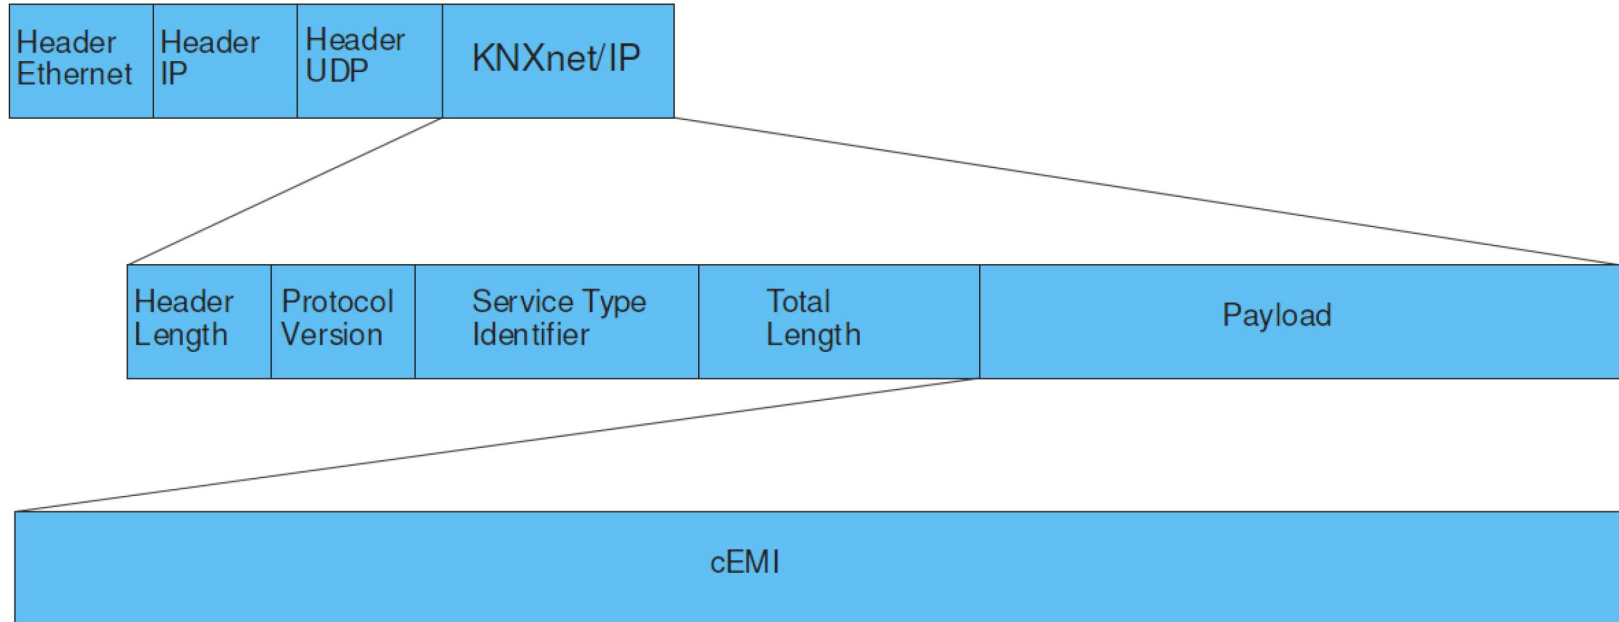 Header
Ethernet
Header
IP
Header
UDP
KNXnet/IP
Header
Length
Protocol
Version
Service Type
Identifier
Total
Length
Payload
cEMI